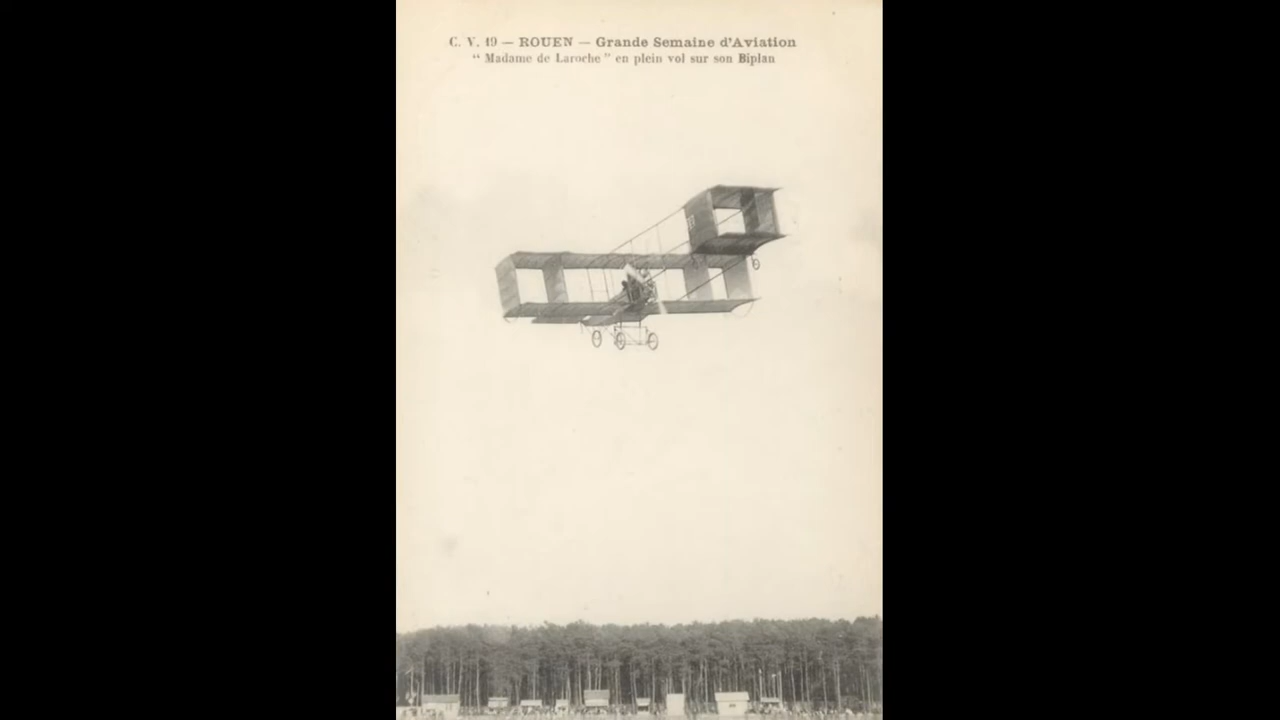 C. V. 19 — ROUEN — Grande Semaine d'Aviation
“ Madame de Laroche ” en plein vol sur son Biplan